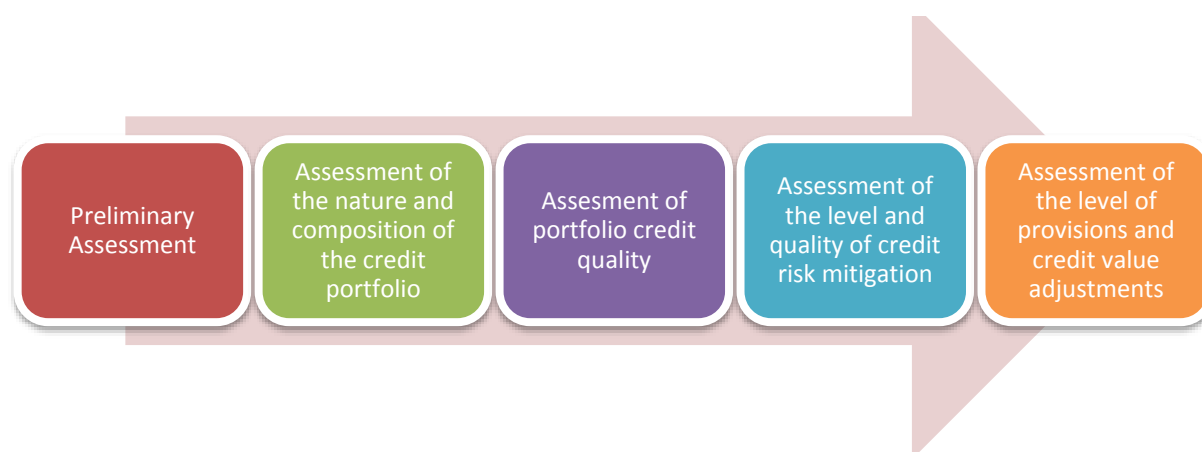 Preliminary
Assessment
Assessment of
the nature and
composition of
the credit
portfolio
Assesment of
portfolio credit
quality
Assessment of
the level and
quality of credit
risk mitigation
Assessment of
the level of
provisions and
credit value
adjustments